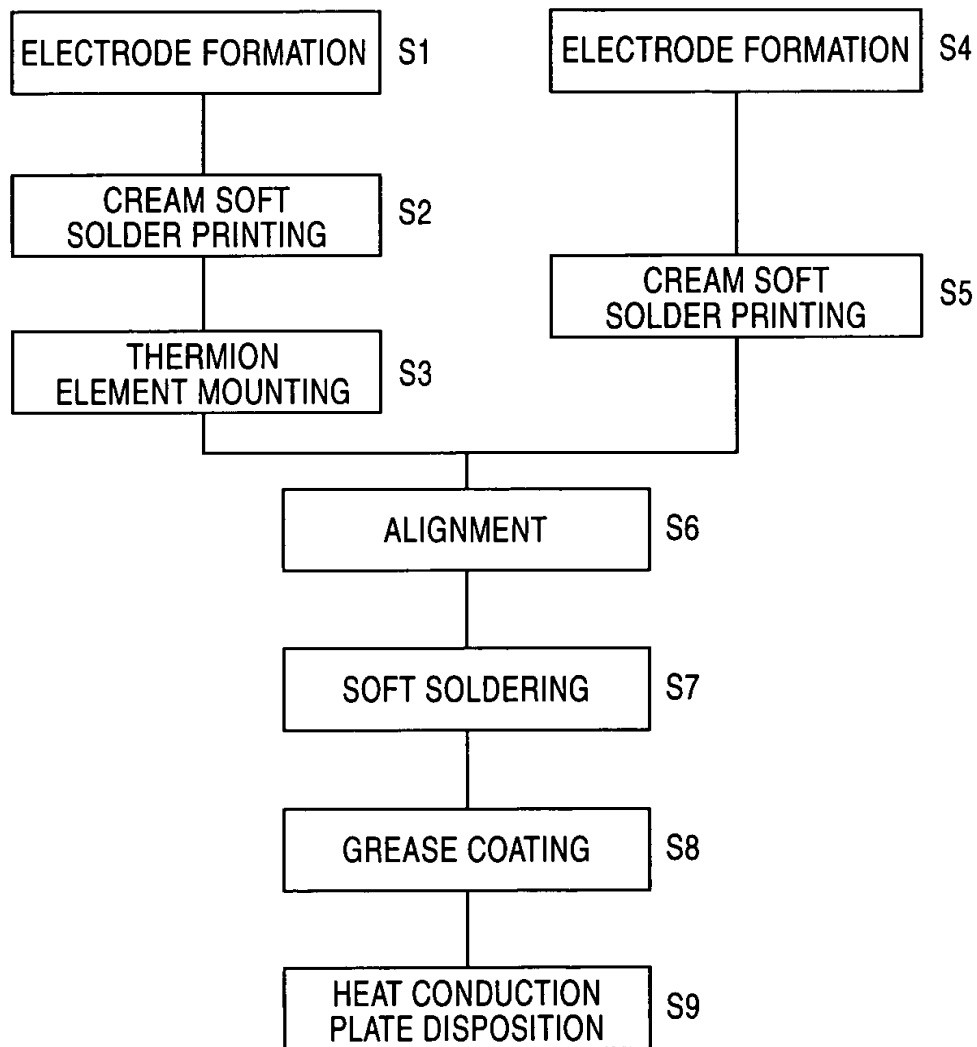 ELECTRODE FORMATION S1
CREAM SOFT
SOLDER PRINTING S2
THERMION
ELEMENT MOUNTING S3
ELECTRODE FORMATION S4
CREAM SOFT
SOLDER PRINTING S5
ALIGNMENT S6
SOFT SOLDERING S7
GREASE COATING S8
HEAT CONDUCTION
PLATE DISPOSITION S9